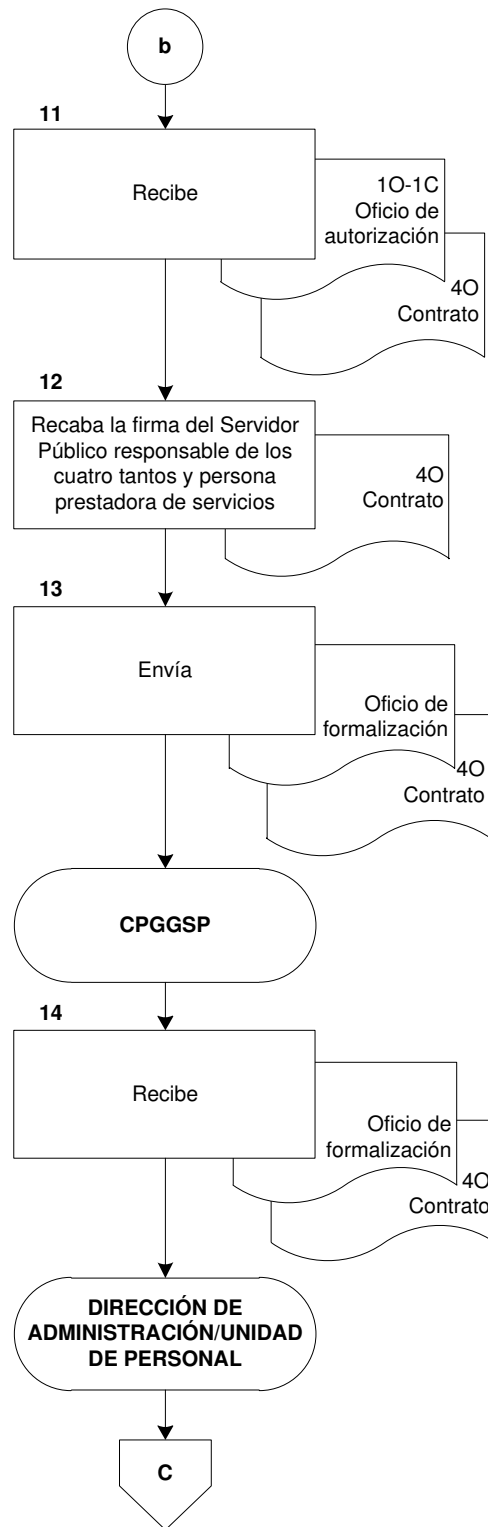 b
11
Recibe
1O-1C
Oficio de
autorización
4O
Contrato
12
Recaba la firma del Servidor
Público responsable de los
cuatro tantos y persona
prestadora de servicios
4O
Contrato
13
Envía
Oficio de
formalización
4O
Contrato
CPGGSP
14
Recibe
Oficio de
formalización
4O
Contrato
DIRECCIÓN DE
ADMINISTRACIÓN/UNIDAD
DE PERSONAL
C